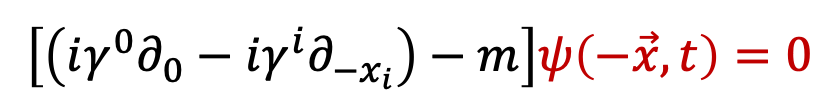 [(iγ⁰∂₀ − iγⁱ∂₋ₓᵢ) − m]ψ(−x⃗, t) = 0